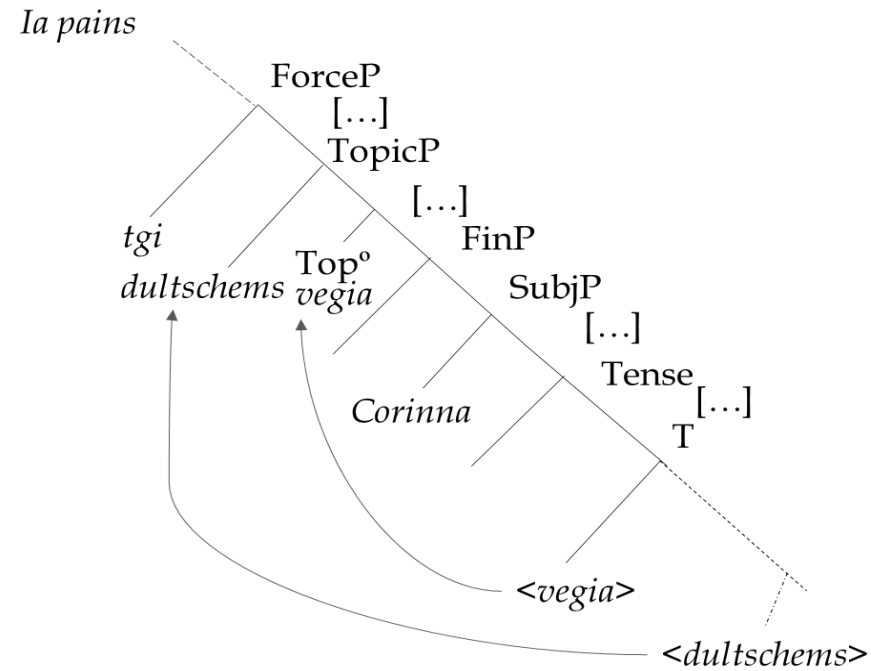 Ia pains
ForceP
[…]
TopicP
[…]
tgi
FinP
dultschems
Topº
vegia
SubjP
[…]
Tense
[…]
Corinna
T
<vegia>
<dultschems>